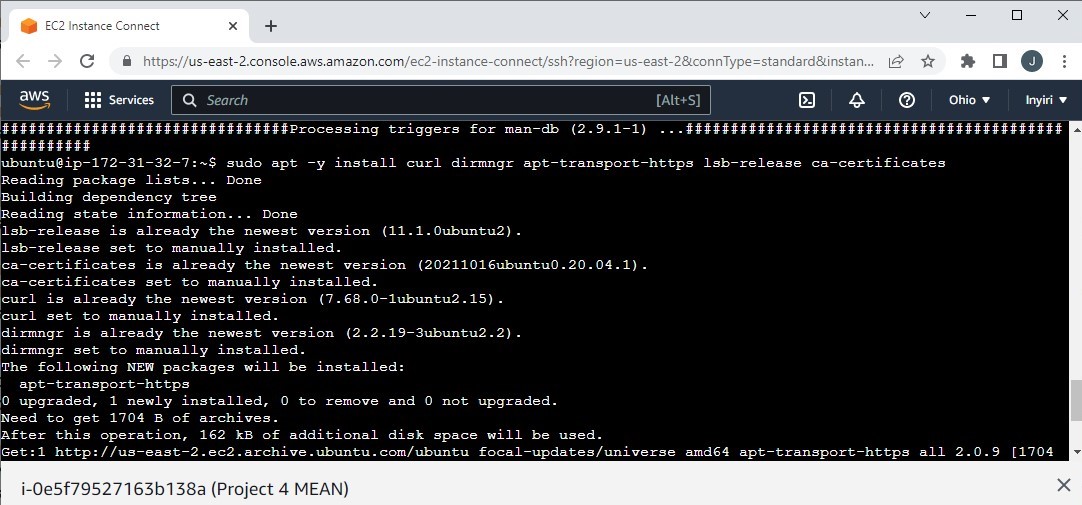 EC2 Instance Connect
https://us-east-2.console.aws.amazon.com/ec2-instance-connect/ssh?region=us-east-2&connType=standard&instan...
J
aws
Services
Search
[Alt+S]
Ohio
Inyiri
################################Processing triggers for man-db (2.9.1-1) ...##########################################
##########
ubuntu@ip-172-31-32-7:~$ sudo apt -y install curl dirmngr apt-transport-https lsb-release ca-certificates
Reading package lists... Done
Building dependency tree
Reading state information... Done
lsb-release is already the newest version (11.1.0ubuntu2).
lsb-release set to manually installed.
ca-certificates is already the newest version (20211016ubuntu0.20.04.1).
ca-certificates set to manually installed.
curl is already the newest version (7.68.0-1ubuntu2.15).
curl set to manually installed.
dirmngr is already the newest version (2.2.19-3ubuntu2.2).
dirmngr set to manually installed.
The following NEW packages will be installed:
  apt-transport-https
0 upgraded, 1 newly installed, 0 to remove and 0 not upgraded.
Need to get 1704 B of archives.
After this operation, 162 kB of additional disk space will be used.
Get:1 http://us-east-2.ec2.archive.ubuntu.com/ubuntu focal-updates/universe amd64 apt-transport-https all 2.0.9 [1704
i-0e5f79527163b138a (Project 4 MEAN)